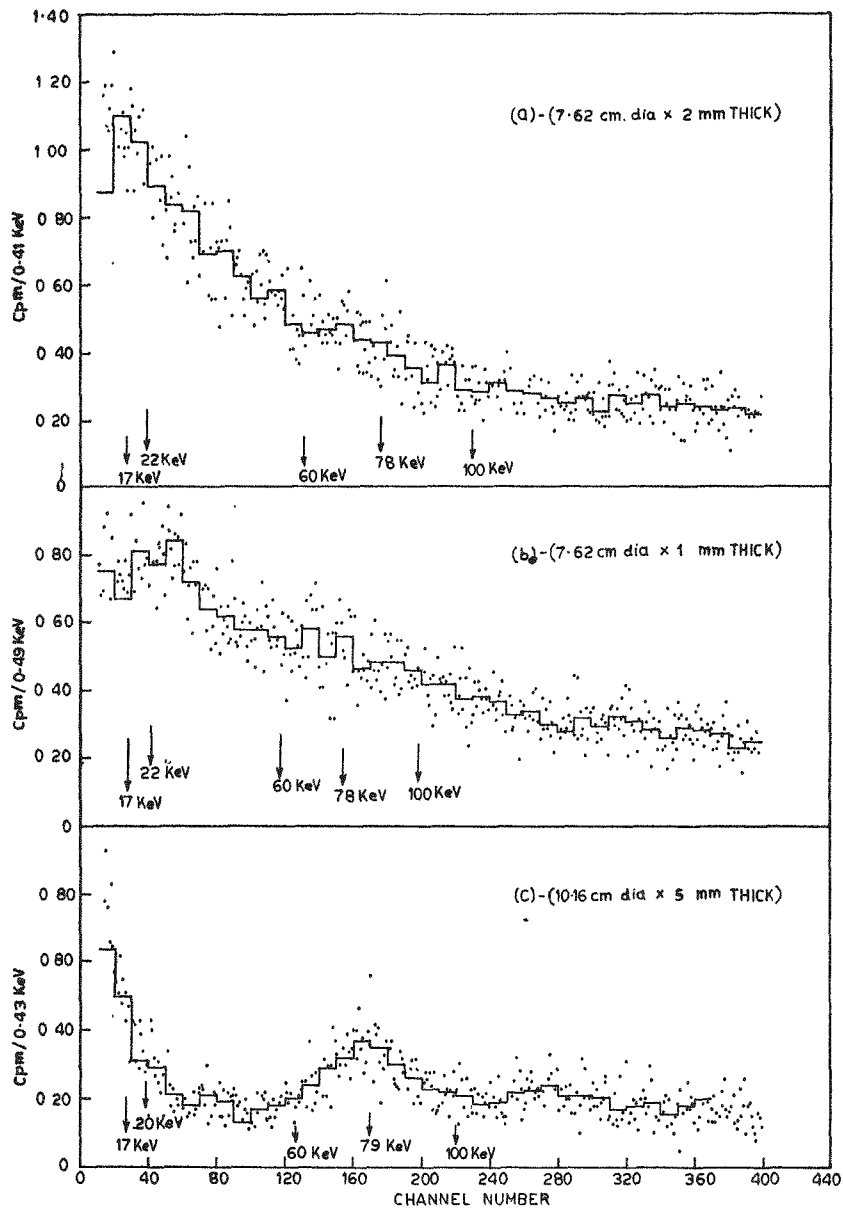 1·40
1·20
1 00
0 80
0 60
0 40
0 20
0
Cpm/0·41 KeV
(a)-(7·62 cm. dia × 2 mm THICK)
17 KeV
22 KeV
60 KeV
78 KeV
100 KeV
0 80
0 60
0 40
0 20
0
Cpm/0·49 KeV
(b)-(7·62 cm dia × 1 mm THICK)
17 KeV
22 KeV
60 KeV
78 KeV
100 KeV
0 80
0 80
0 40
0 20
0
Cpm/0·43 KeV
(C)-(10·16 cm dia × 5 mm THICK)
17 KeV
20 KeV
60 KeV
79 KeV
100 KeV
0 40 80 120 160 200 240 280 320 360 400 440
CHANNEL NUMBER